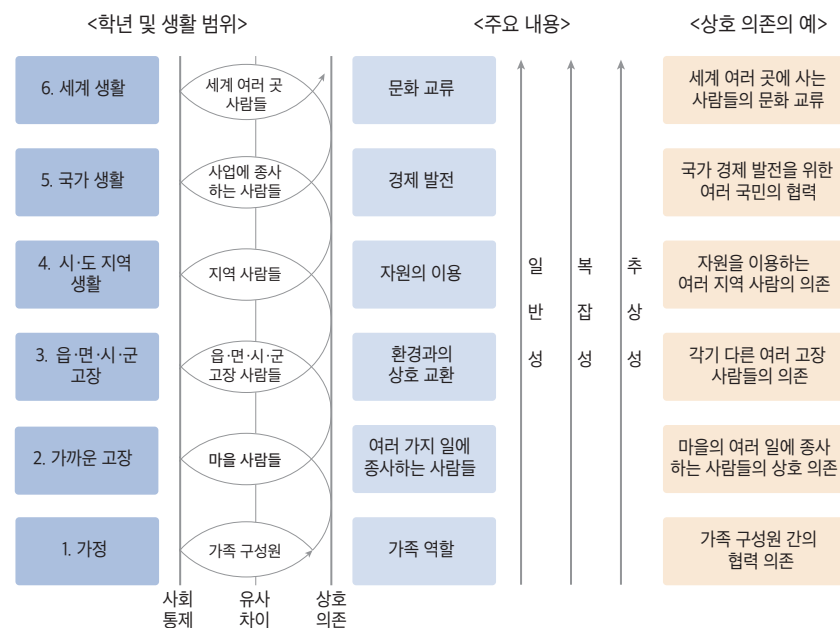 <학년 및 생활 범위>
<주요 내용>
<상호 의존의 예>
6. 세계 생활
세계 여러 곳
사람들
문화 교류
세계 여러 곳에 사는
사람들의 문화 교류
5. 국가 생활
사업에 종사
하는 사람들
경제 발전
국가 경제 발전을 위한
여러 국민의 협력
4. 시·도 지역
생활
지역 사람들
자원의 이용
자원을 이용하는
여러 지역 사람의 의존
3. 읍·면·시·군
고장
읍·면·시·군
고장 사람들
환경과의
상호 교환
각기 다른 여러 고장
사람들의 의존
2. 가까운 고장
마을 사람들
여러 가지 일에
종사하는 사람들
마을의 여러 일에 종사
하는 사람들의 상호 의존
1. 가정
가족 구성원
가족 역할
가족 구성원 간의
협력 의존
일반성
복잡성
추상성
사회
통제
유사
차이
상호
의존